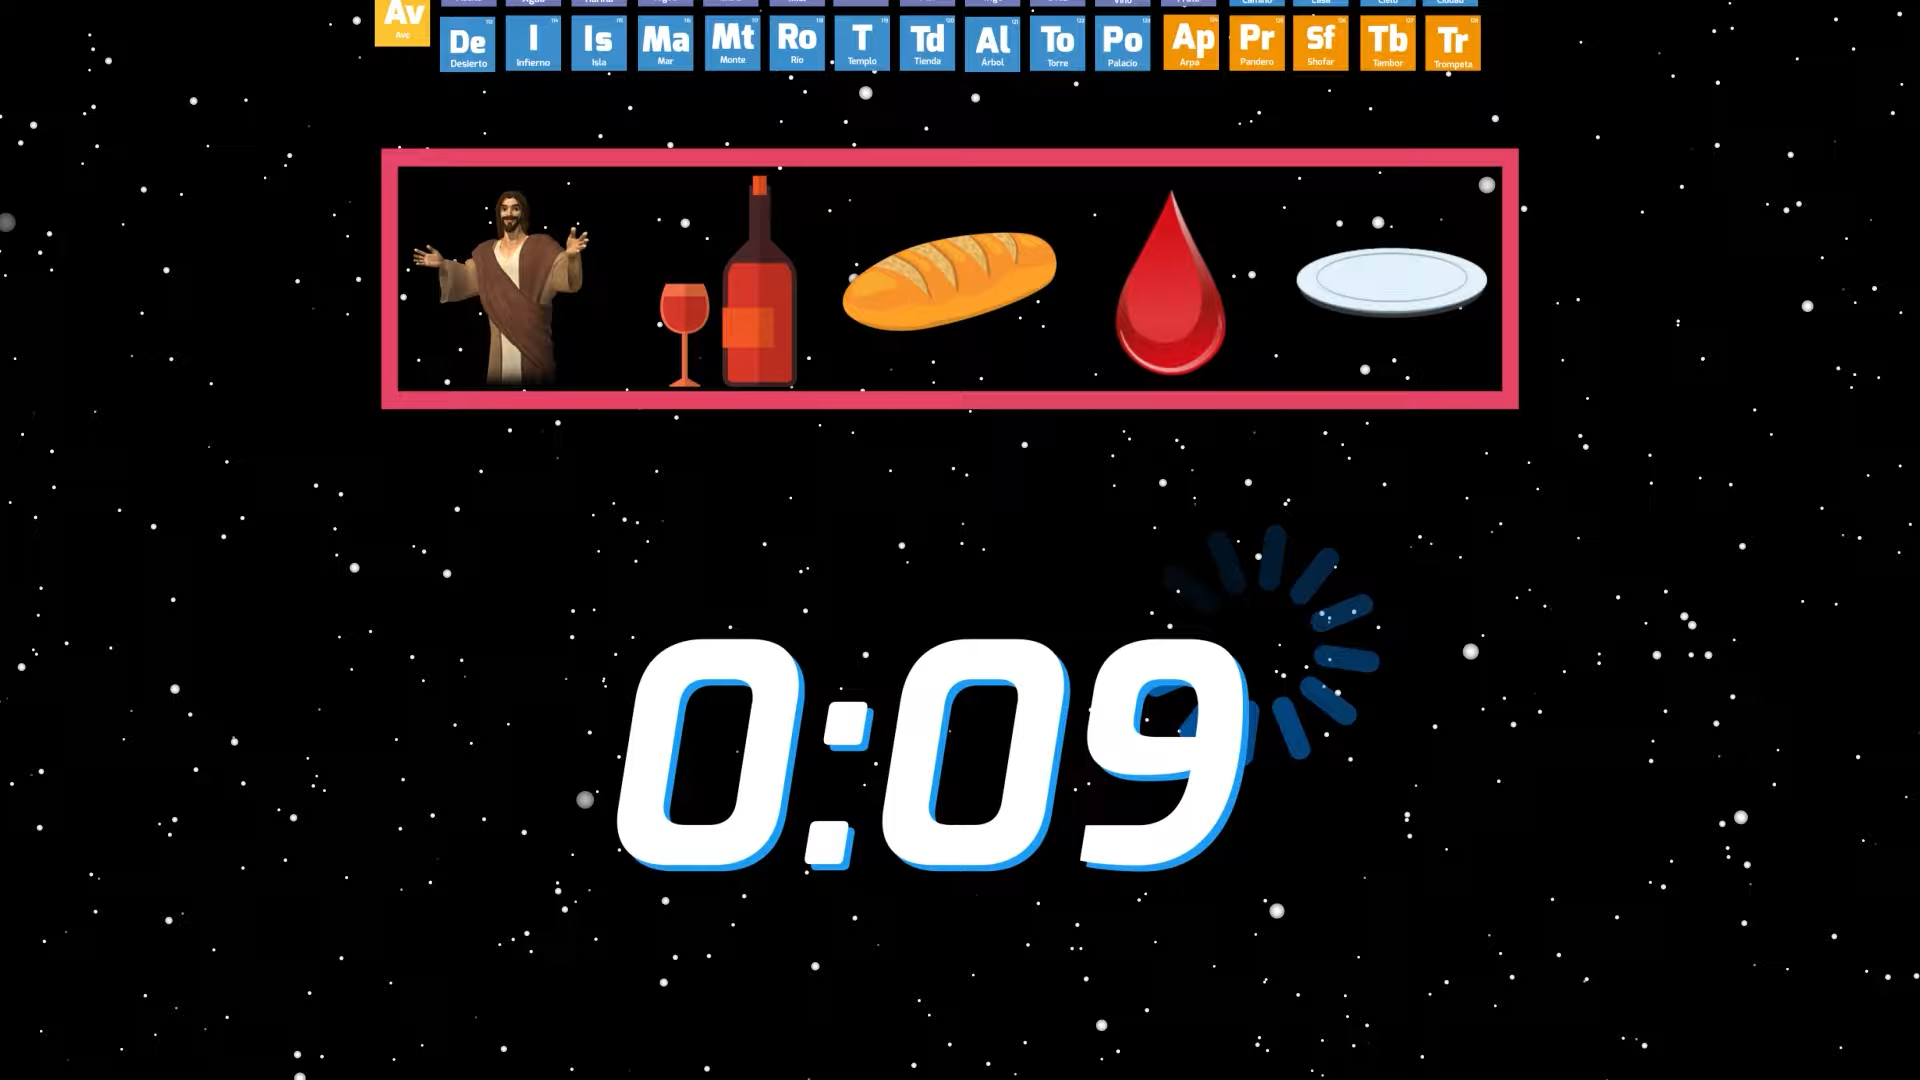 Av
Ave
De I Is Ma Mt Ro T Td Al To Po Ap Pr Sf Tb Tr
Desierto Infierno Isla Mar Monte Río Templo Tienda Árbol Torre Palacio Arpa Pandero Shofar Tambor Trompeta
0:09